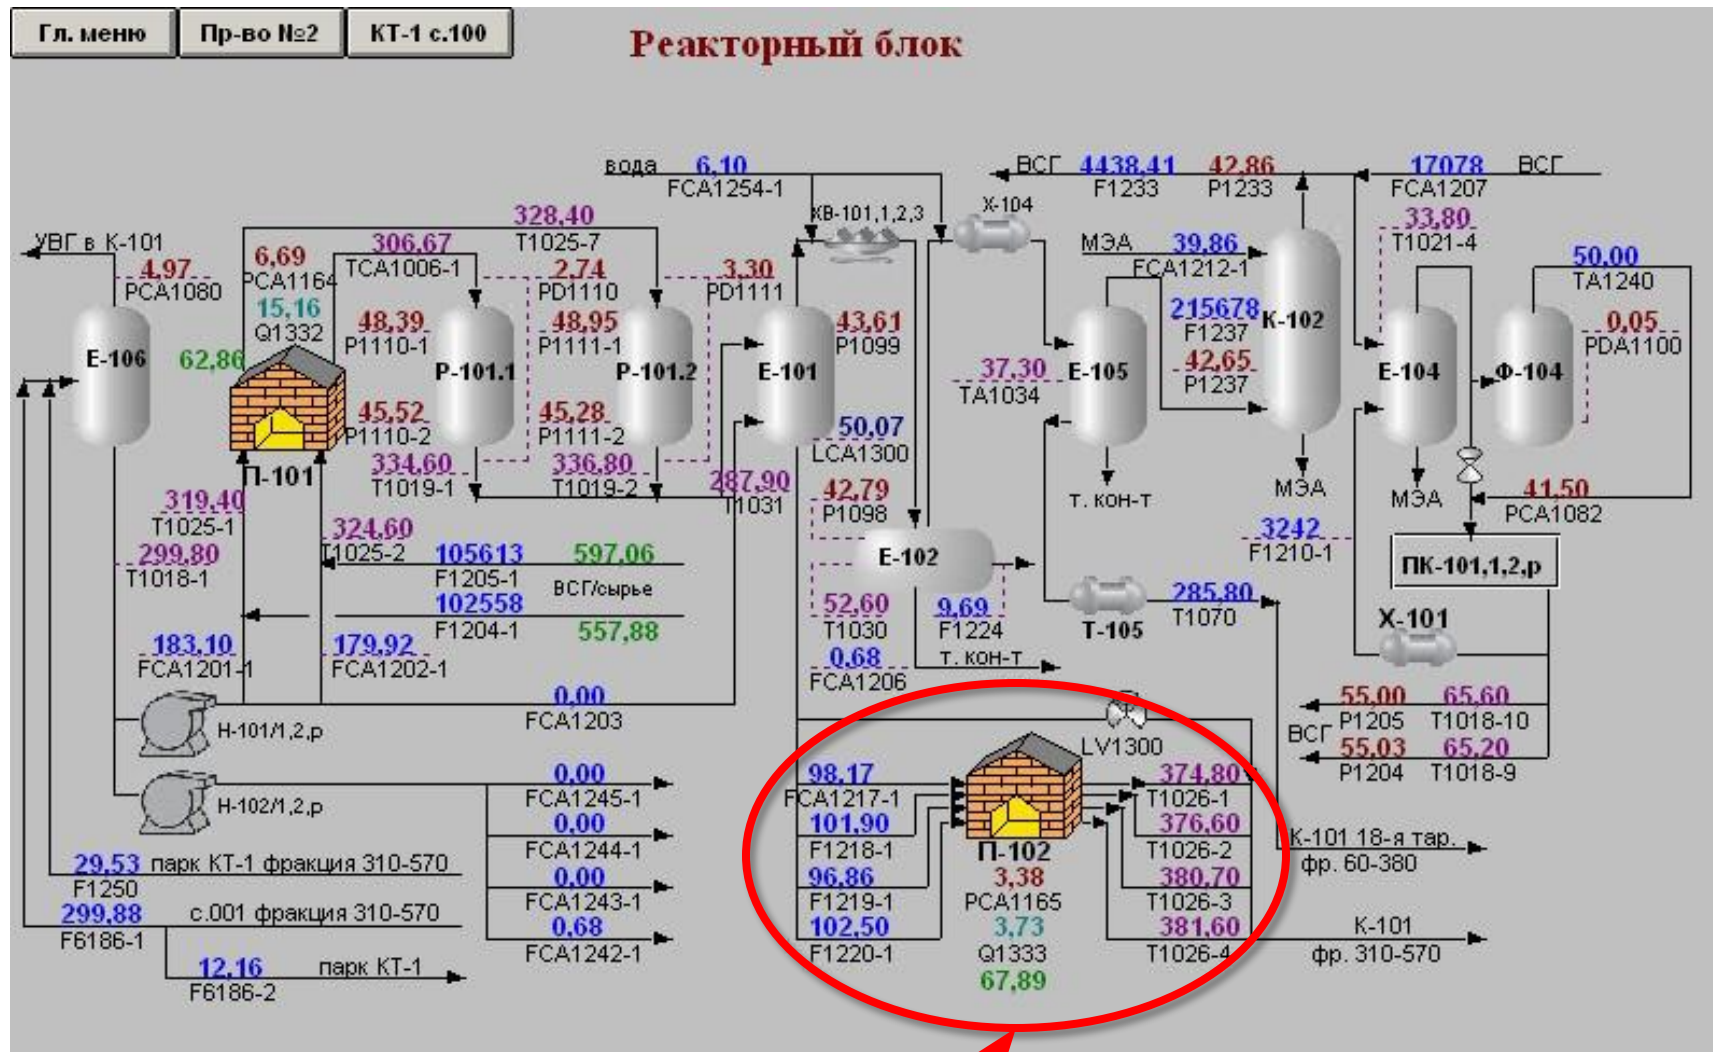 Гл. меню
Пр-во №2
КТ-1 с.100
Реакторный блок
вода
6,10
FCA1254-1
ВСГ
4438,41
F1233
42,86
P1233
17078
FCA1207
ВСГ
328,40
T1025-7
ХВ-101,1,2,3
Х-104
33,80
T1021-4
УВГ в К-101
4,97
PCA1080
6,69
PCA1164
15,16
Q1332
306,67
TCA1006-1
2,74
PD1110
3,30
PD1111
МЭА
39,86
FCA1212-1
50,00
TA1240
48,39
P1110-1
48,95
P1111-1
43,61
P1099
215678
F1237
К-102
0,05
PDA1100
Е-106
62,86
Р-101.1
Р-101.2
Е-101
37,30
TA1034
Е-105
42,65
P1237
Е-104
Ф-104
45,52
P1110-2
45,28
P1111-2
50,07
LCA1300
П-101
334,60
T1019-1
336,80
T1019-2
287,90
T1031
42,79
P1098
т. кон-т
МЭА
МЭА
41,50
PCA1082
319,40
T1025-1
324,60
T1025-2
299,80
T1018-1
105613
F1205-1
597,06
ВСГ/сырье
102558
F1204-1
557,88
Е-102
3242
F1210-1
ПК-101,1,2,р
52,60
T1030
9,69
F1224
Т-105
285,80
T1070
Х-101
183,10
FCA1201-1
179,92
FCA1202-1
0,68
FCA1206
т. кон-т
Н-101/1,2,р
0,00
FCA1203
55,00
P1205
65,60
T1018-10
ВСГ
55,03
P1204
65,20
T1018-9
LV1300
Н-102/1,2,р
0,00
FCA1245-1
98,17
FCA1217-1
374,80
T1026-1
0,00
FCA1244-1
101,90
F1218-1
П-102
376,60
T1026-2
К-101 18-я тар.
фр. 60-380
29,53
F1250
парк КТ-1 фракция 310-570
0,00
FCA1243-1
96,86
F1219-1
3,38
PCA1165
380,70
T1026-3
299,88
F6186-1
с.001 фракция 310-570
0,68
FCA1242-1
102,50
F1220-1
3,73
Q1333
67,89
381,60
T1026-4
К-101
фр. 310-570
12,16
F6186-2
парк КТ-1